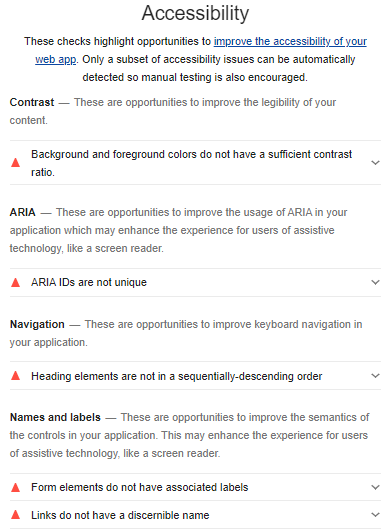 Accessibility
These checks highlight opportunities to improve the accessibility of your
web app. Only a subset of accessibility issues can be automatically
detected so manual testing is also encouraged.
Contrast — These are opportunities to improve the legibility of your
content.
Background and foreground colors do not have a sufficient contrast
ratio.
ARIA — These are opportunities to improve the usage of ARIA in your
application which may enhance the experience for users of assistive
technology, like a screen reader.
ARIA IDs are not unique
Navigation — These are opportunities to improve keyboard navigation in
your application.
Heading elements are not in a sequentially-descending order
Names and labels — These are opportunities to improve the semantics of
the controls in your application. This may enhance the experience for users
of assistive technology, like a screen reader.
Form elements do not have associated labels
Links do not have a discernible name